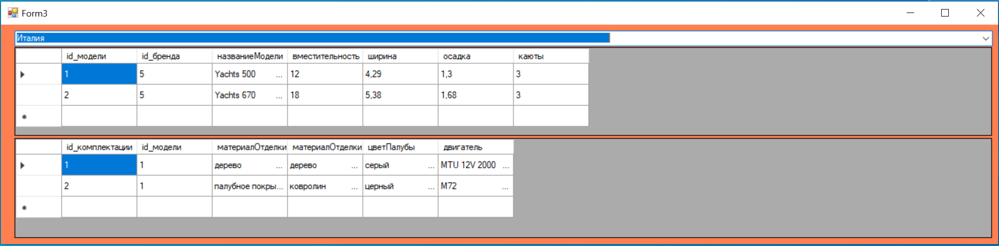 Form3
Италия
id_модели id_бренда названиеМодели вместительность ширина осадка каюты
1 5 Yachts 500 ... 12 4,29 1,3 3
2 5 Yachts 670 ... 18 5,38 1,68 3
id_комплектации id_модели материалОтделки материалОтделки цветПалубы двигатель
1 1 дерево ... дерево ... серый ... MTU 12V 2000 ...
2 1 палубное покры... ковролин ... церный ... M72 ...